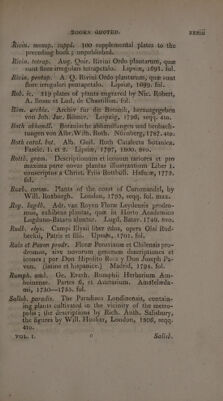 BOOKS QUOTED. xxxiii
Rivin. monop. suppl. 100 supplemental plates to the
preceding book; unpublished.
Rivin. tetrap. Aug. Quir. Rivini Ordo plantarum, quæ
sunt flore irregulari tetrapetalo. Lipsiæ, 1691. fol.
Rivin. pentap. A. Q. Rivini Ordo plantarum, quæ sunt
flore irregulari pentapetalo. Lipsiæ, 1699. fol.
Rob. ic. 319 plates of plants engraved by Nic. Robert,
A. Bosse et Lud. de Chastillon. fol.
Röm. archiv. Archiv für die Botanik, herausgegeben
von Joh. Jac. Römer. Leipzig, 1796, seqq. 4to.
Roth abhandl. Botanische abhandlungen und beobach-
tungen von Albr. Wilh. Roth. Nürnberg, 1787. 4to.
Roth catal. bot. Alb. Guil. Roth Catalecta botanica.
Fascic. 1. et 2. Lipsiæ, 1797, 1800. 8vo.
Rottb. gram. Descriptionum et iconum rariores et pro
maxima parte novas plantas illustrantium Liber 1.
conscriptus a Christ. Friis Rottböll. Hafniæ, 1773.
fol.
Roxb. corom. Plants of the coast of Coromandel, by
Will. Roxburgh. London, 1795, seqq. fol. max.
Roy. lugdb. Adr. van Royen Flora Leydensis prodro-
mus, exhibens plantas, quæ in Horto Academico
Lugduno-Batavo aluntur. Lugd. Batav. 1740. 8vo.
Rudb. elys. Campi Elysii liber edus, opera Olai Rud-
beckii, Patris et filii. Upsalæ, 1701. fol.
Ruiz et Pavon prodr. Floræ Peruvianæ et Chilensis pro-
dromus, sive novorum generum descriptiones et
icones; por Don Hipolito Ruiz y Don Joseph Pa-
von. (latine et hispanice.) Madrid, 1794. fol.
Rumph. amb. Ge. Everh. Rumphii Herbarium Am-
boinense. Partes 6, et Auctarium. Amstelæda-
mi, 1750—1755. fol.
Salisb. paradis. The Paradisus Londinensis, contain-
ing plants cultivated in the vicinity of the metro-
polis; the descriptions by Rich. Anth. Salisbury,
the figures by Will. Hooker, London, 1806, seqq.
4to.
VOL. I. c Salisb.